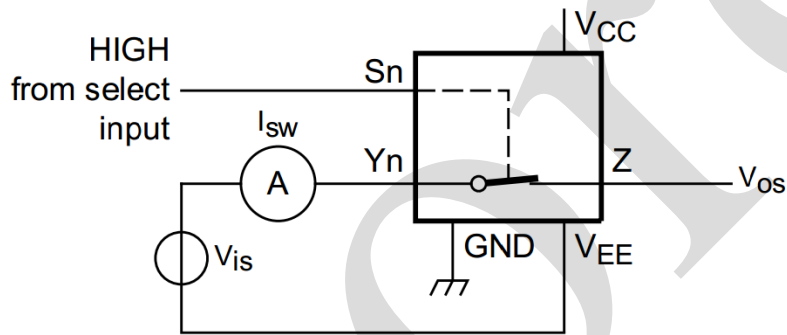 VCC
HIGH
from select
input
Sn
Isw
A
Yn
Z
Vos
Vis
GND
VEE